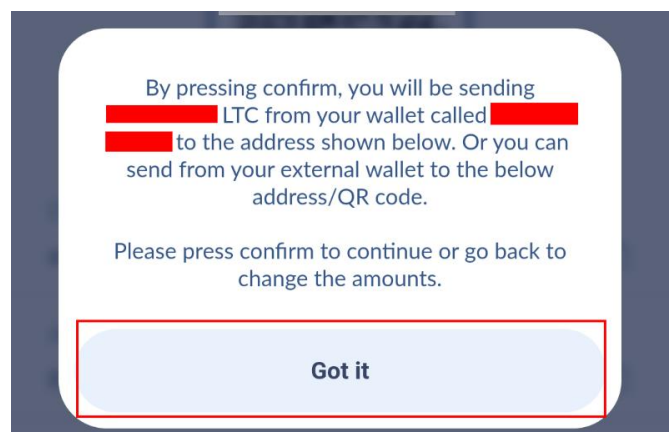 By pressing confirm, you will be sending
LTC from your wallet called
to the address shown below. Or you can
send from your external wallet to the below
address/QR code.
Please press confirm to continue or go back to
change the amounts.
Got it